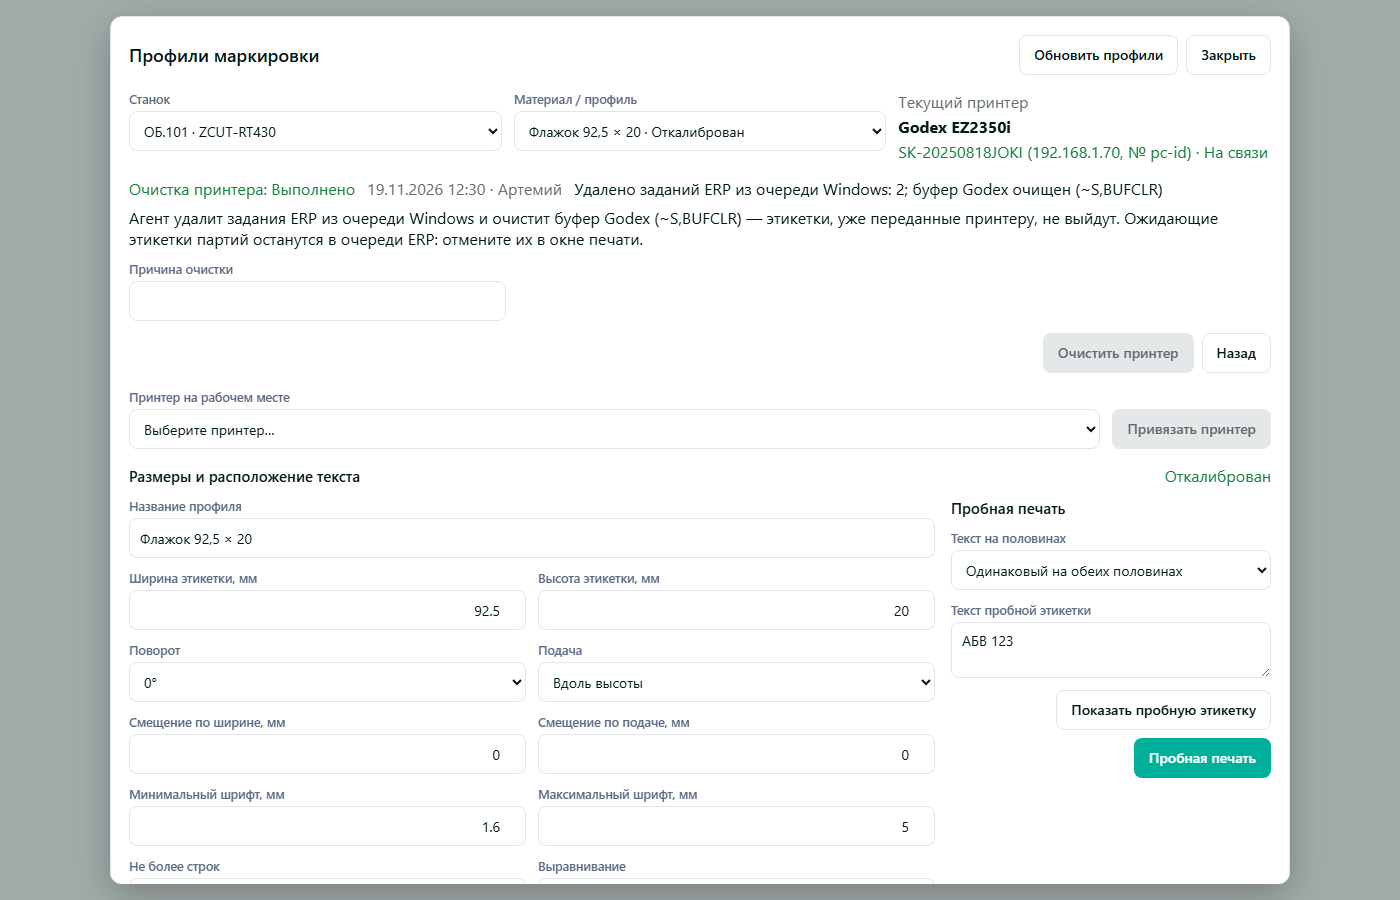 Профили маркировки
Обновить профили
Закрыть
Станок
Материал / профиль
Текущий принтер
ОБ.101 · ZCUT-RT430
Флажок 92,5 × 20 · Откалиброван
Godex EZ2350i
SK-20250818JOKI (192.168.1.70, № pc-id) · На связи
Очистка принтера: Выполнено 19.11.2026 12:30 · Артемий Удалено заданий ERP из очереди Windows: 2; буфер Godex очищен (~S,BUFCLR)
Агент удалит задания ERP из очереди Windows и очистит буфер Godex (~S,BUFCLR) — этикетки, уже переданные принтеру, не выйдут. Ожидающие
этикетки партий останутся в очереди ERP: отмените их в окне печати.
Причина очистки
Очистить принтер
Назад
Принтер на рабочем месте
Выберите принтер...
Привязать принтер
Размеры и расположение текста
Откалиброван
Название профиля
Флажок 92,5 × 20
Ширина этикетки, мм
Высота этикетки, мм
92.5
20
Поворот
Подача
0°
Вдоль высоты
Смещение по ширине, мм
Смещение по подаче, мм
0
0
Минимальный шрифт, мм
Максимальный шрифт, мм
1.6
5
Не более строк
Выравнивание
Пробная печать
Текст на половинах
Одинаковый на обеих половинах
Текст пробной этикетки
АБВ 123
Показать пробную этикетку
Пробная печать